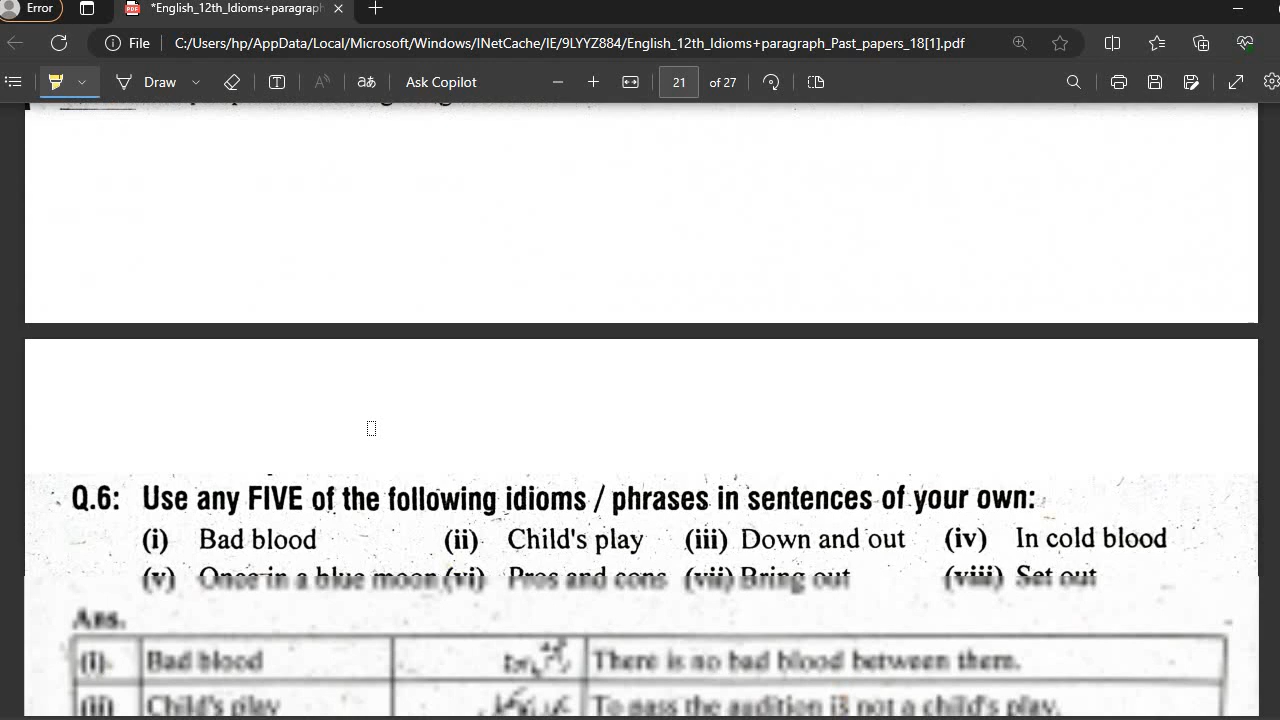 Error
*English_12th_Idioms+paragraph
File
C:/Users/hp/AppData/Local/Microsoft/Windows/INetCache/IE/9LYYZ884/English_12th_Idioms+paragraph_Past_papers_18[1].pdf
Draw
Ask Copilot
21 of 27
Q.6: Use any FIVE of the following idioms / phrases in sentences of your own:
(i) Bad blood (ii) Child's play (iii) Down and out (iv) In cold blood
(v) Once in a blue moon (vi) Pros and cons (vii) Bring out (viii) Set out
Ans.
(i) Bad blood There is no bad blood between them.
(ii) Child's play To pass the audition is not a child's play.